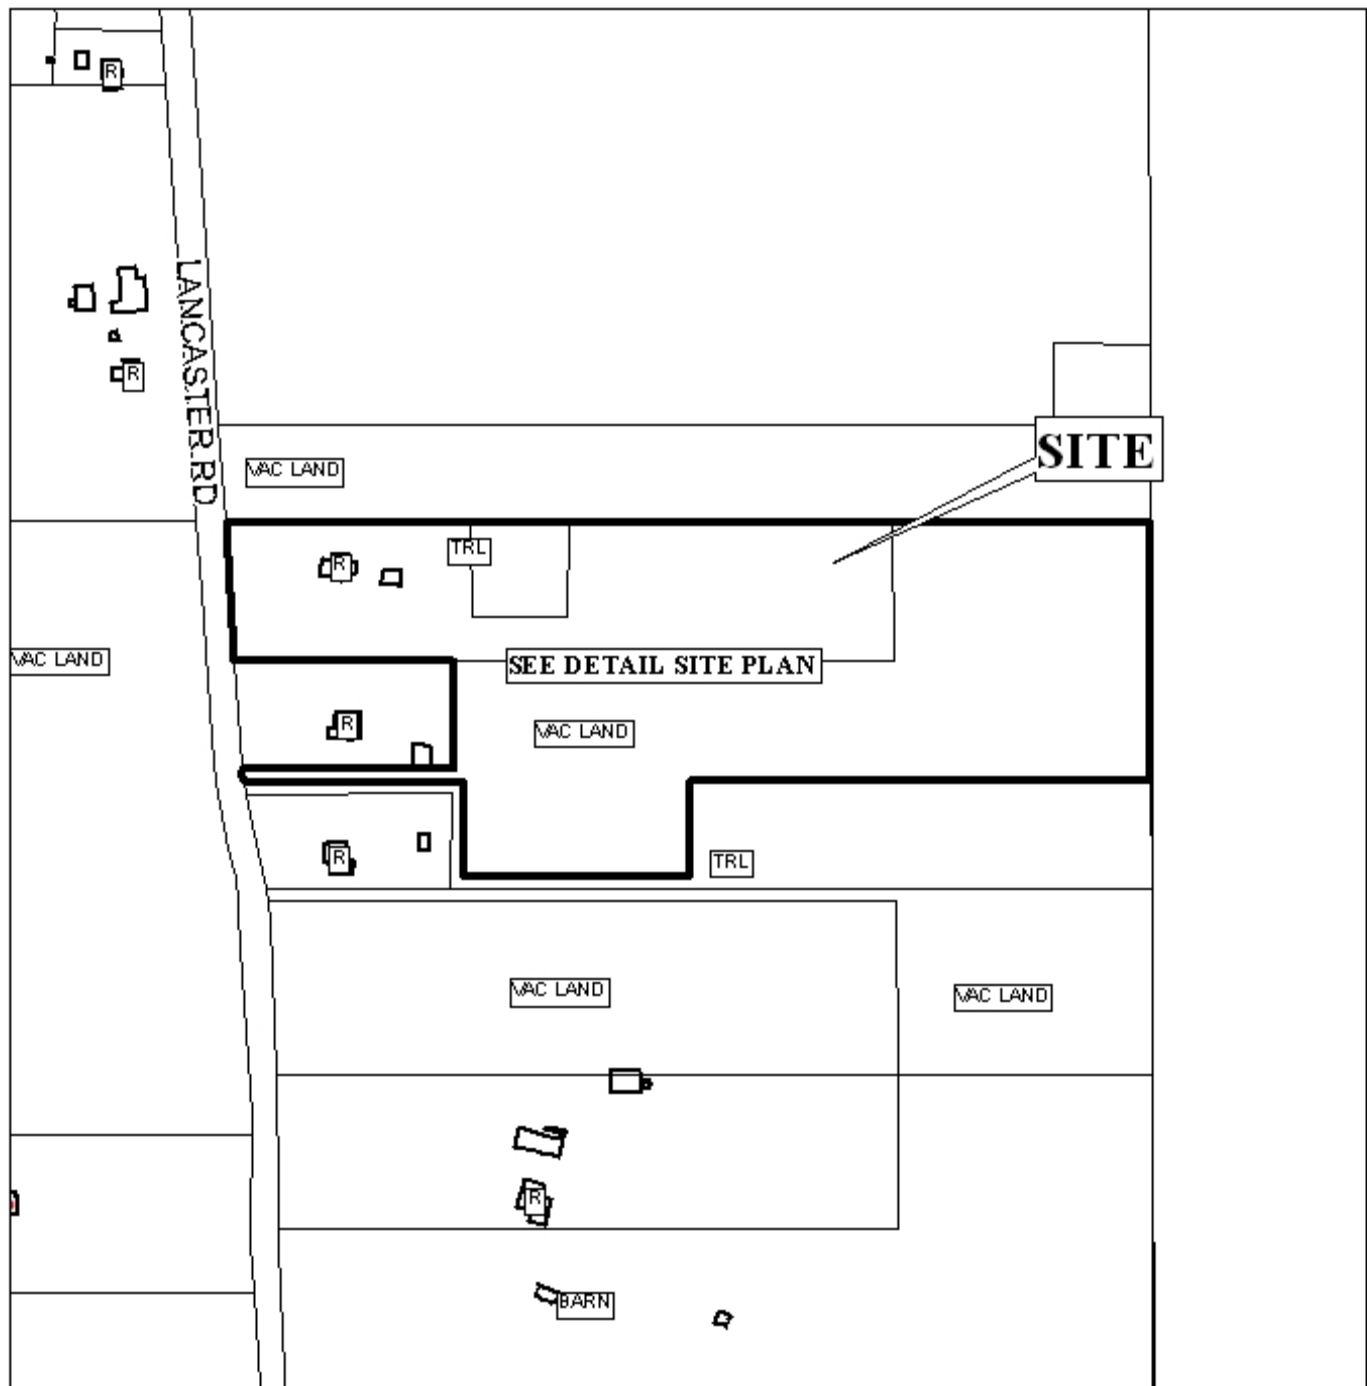 R
LANCASTER RD
R
SITE
VAC LAND
TRL
R
VAC LAND
SEE DETAIL SITE PLAN
R
VAC LAND
R
TRL
VAC LAND
VAC LAND
R
BARN